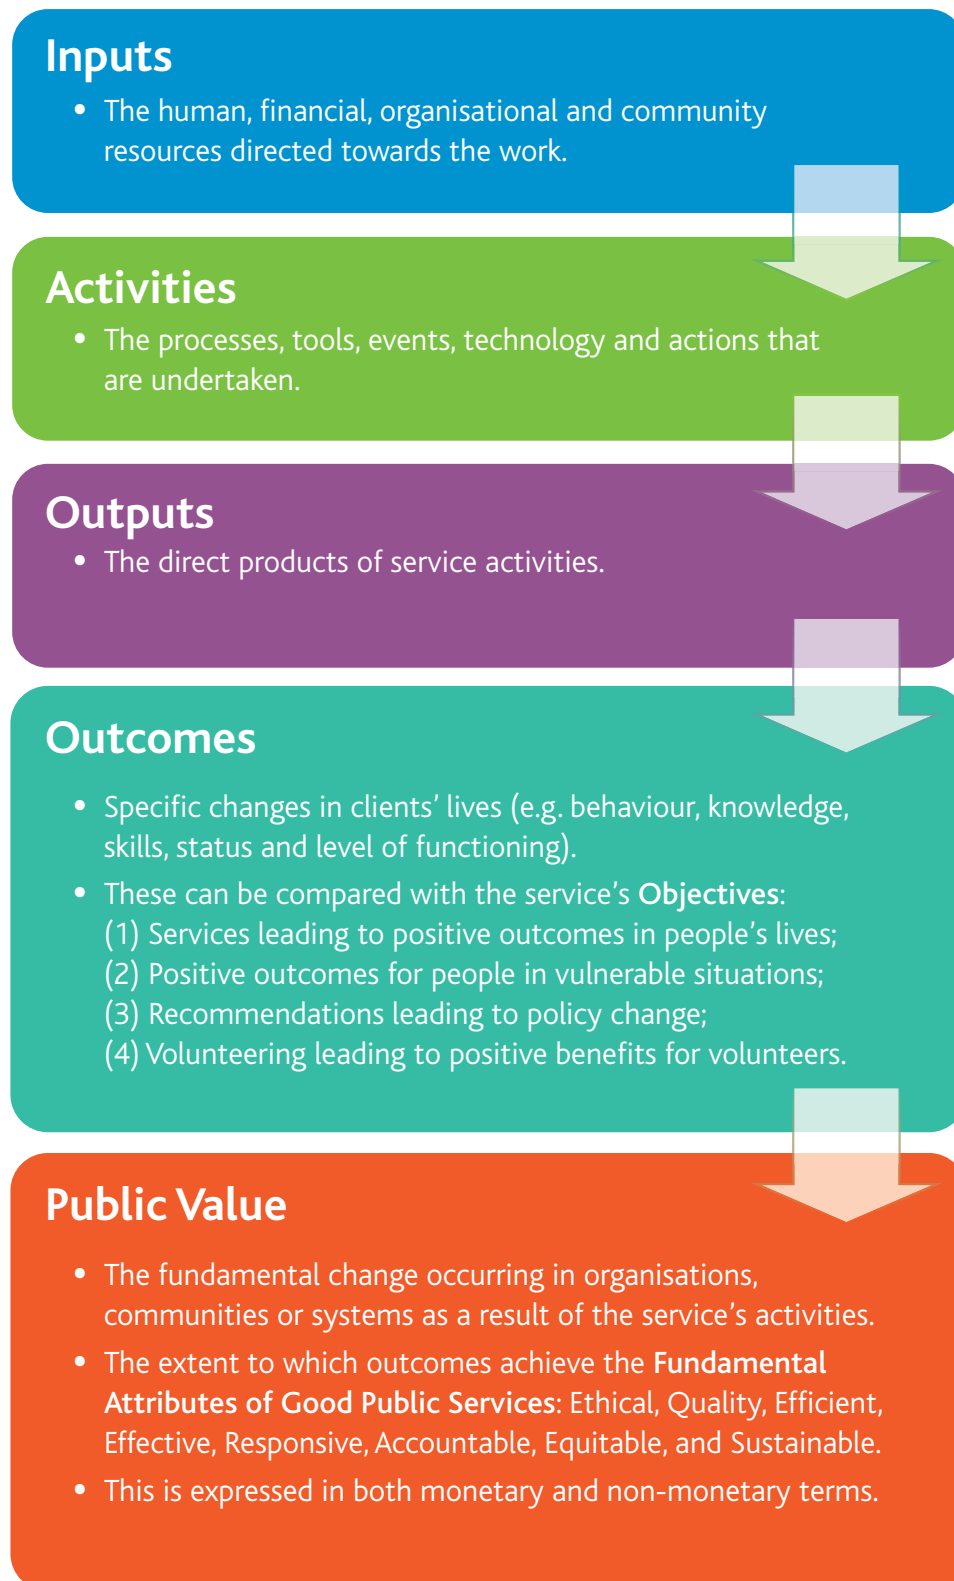 Inputs
• The human, financial, organisational and community
resources directed towards the work.
Activities
• The processes, tools, events, technology and actions that
are undertaken.
Outputs
• The direct products of service activities.
Outcomes
• Specific changes in clients’ lives (e.g. behaviour, knowledge,
skills, status and level of functioning).
• These can be compared with the service’s Objectives:
(1) Services leading to positive outcomes in people’s lives;
(2) Positive outcomes for people in vulnerable situations;
(3) Recommendations leading to policy change;
(4) Volunteering leading to positive benefits for volunteers.
Public Value
• The fundamental change occurring in organisations,
communities or systems as a result of the service’s activities.
• The extent to which outcomes achieve the Fundamental
Attributes of Good Public Services: Ethical, Quality, Efficient,
Effective, Responsive, Accountable, Equitable, and Sustainable.
• This is expressed in both monetary and non-monetary terms.